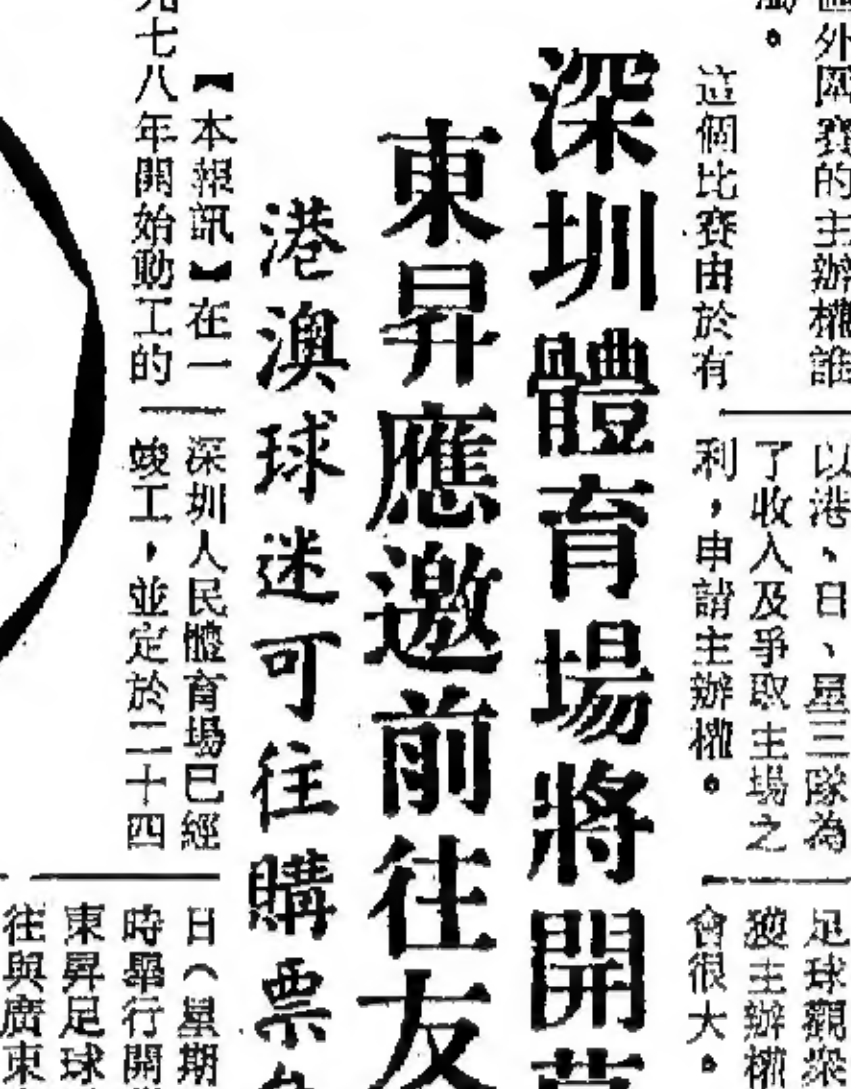 外圍賽的主辦權誰
這個比賽由於有
以港、日、星三隊為
了收入及爭取主場之
利，申請主辦權。
足球觀衆
獲主辦權
會很大。
深圳體育場將開
東昇應邀前往友
港澳球迷可往購票
【本報訊】在一
九七八年開始動工的
深圳人民體育場已經
竣工，並定於二十四
日（星期
時舉行開
東昇足球
往與廣東